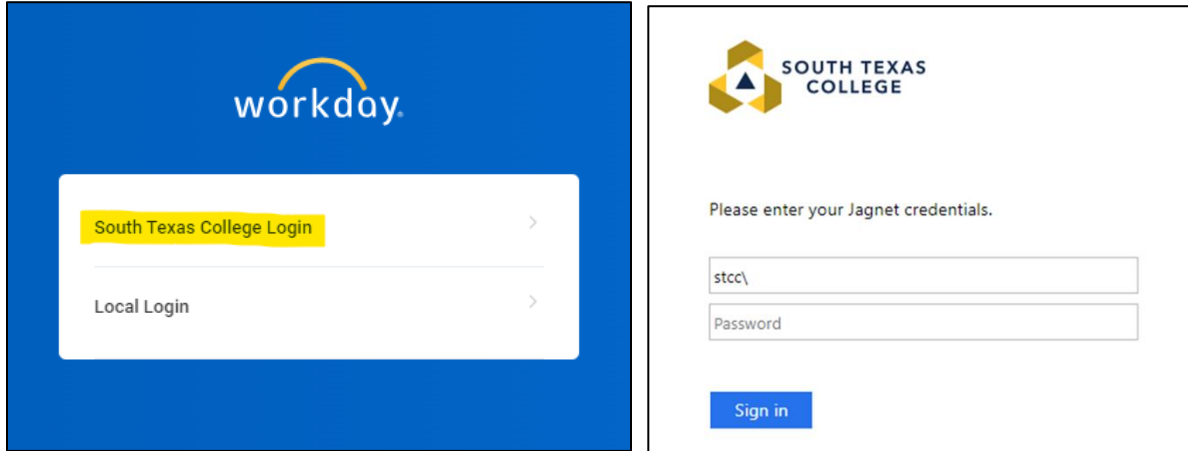 workday.
South Texas College Login
Local Login
SOUTH TEXAS
COLLEGE
Please enter your Jagnet credentials.
stcc\
Password
Sign in